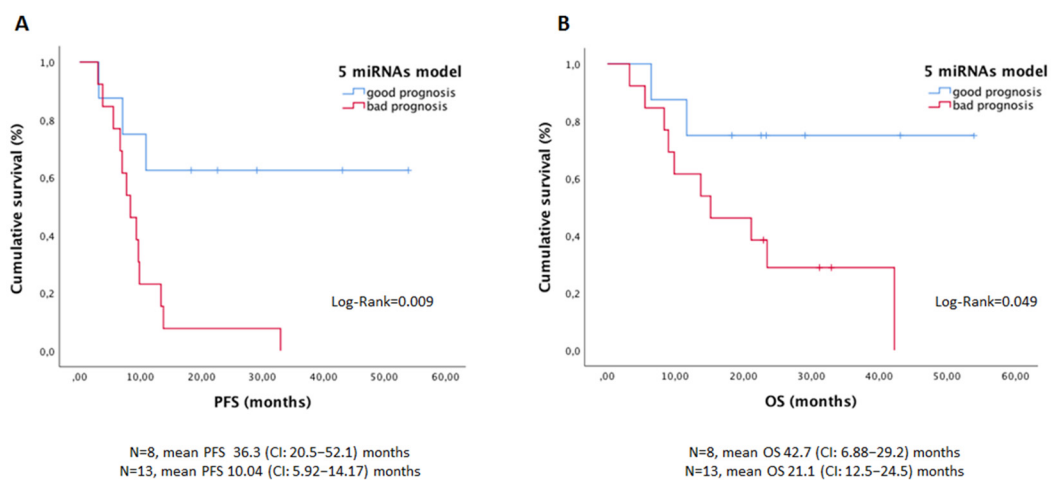 A
B
5 miRNAs model
good prognosis
bad prognosis
5 miRNAs model
good prognosis
bad prognosis
Cumulative survival (%)
1,0
0,8
0,6
0,4
0,2
0,0
Log-Rank=0.009
,00 10,00 20,00 30,00 40,00 50,00 60,00
PFS (months)
Cumulative survival (%)
1,0
0,8
0,6
0,4
0,2
0,0
Log-Rank=0.049
,00 10,00 20,00 30,00 40,00 50,00 60,00
OS (months)
N=8, mean PFS 36.3 (CI: 20.5–52.1) months
N=13, mean PFS 10.04 (CI: 5.92–14.17) months
N=8, mean OS 42.7 (CI: 6.88–29.2) months
N=13, mean OS 21.1 (CI: 12.5–24.5) months